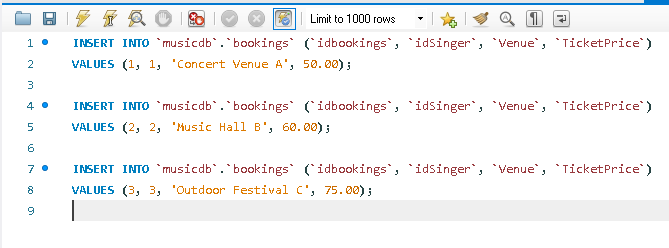 Limit to 1000 rows
1 INSERT INTO `musicdb`.`bookings` (`idbookings`, `idSinger`, `Venue`, `TicketPrice`)
2 VALUES (1, 1, 'Concert Venue A', 50.00);
3
4 INSERT INTO `musicdb`.`bookings` (`idbookings`, `idSinger`, `Venue`, `TicketPrice`)
5 VALUES (2, 2, 'Music Hall B', 60.00);
6
7 INSERT INTO `musicdb`.`bookings` (`idbookings`, `idSinger`, `Venue`, `TicketPrice`)
8 VALUES (3, 3, 'Outdoor Festival C', 75.00);
9